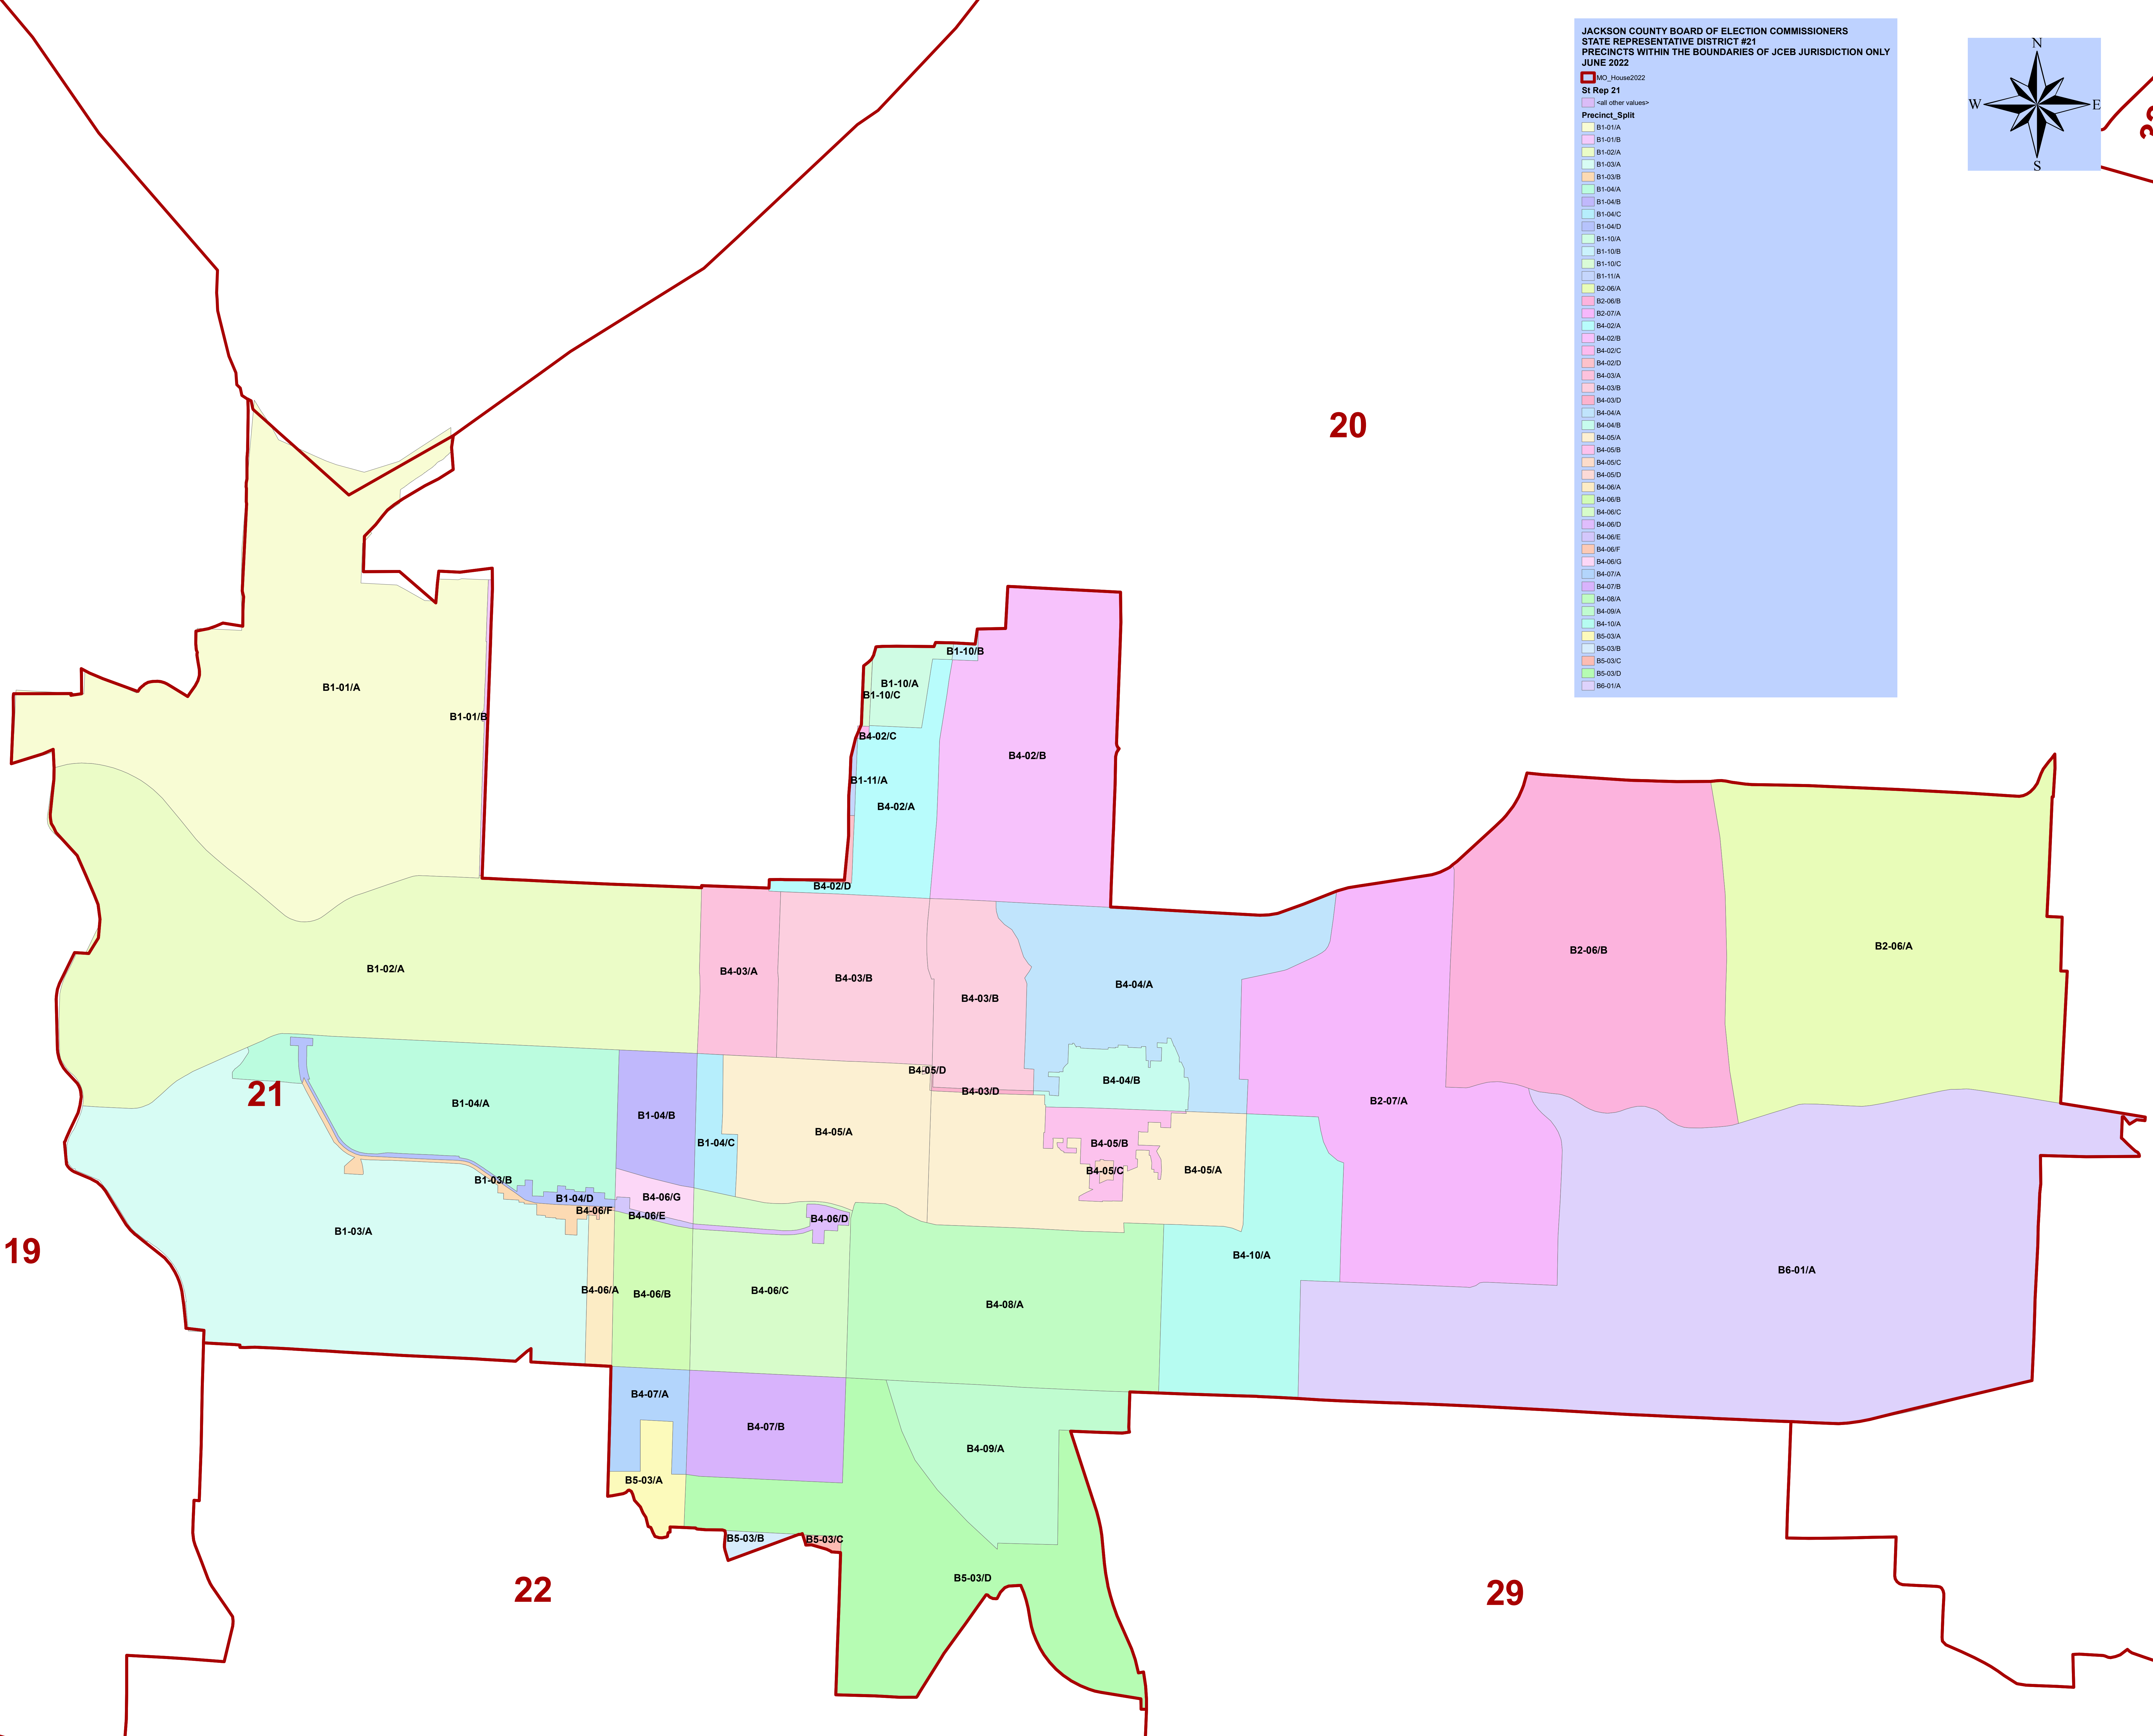 JACKSON COUNTY BOARD OF ELECTION COMMISSIONERS
STATE REPRESENTATIVE DISTRICT #21
PRECINCTS WITHIN THE BOUNDARIES OF JCEB JURISDICTION ONLY
JUNE 2022
MO_House2022
St Rep 21
<all other values>
Precinct_Split
B1-01/A
B1-01/B
B1-02/A
B1-03/A
B1-03/B
B1-04/A
B1-04/B
B1-04/C
B1-04/D
B1-10/A
B1-10/B
B1-10/C
B1-11/A
B2-06/A
B2-06/B
B2-07/A
B4-02/A
B4-02/B
B4-02/C
B4-02/D
B4-03/A
B4-03/B
B4-03/D
B4-04/A
B4-04/B
B4-05/A
B4-05/B
B4-05/C
B4-05/D
B4-06/A
B4-06/B
B4-06/C
B4-06/D
B4-06/E
B4-06/F
B4-06/G
B4-07/A
B4-07/B
B4-08/A
B4-09/A
B4-10/A
B5-03/A
B5-03/B
B5-03/C
B5-03/D
B6-01/A
N
W
E
S
20
B1-10/B
B1-10/A
B1-01/A
B1-10/C
B1-01/B
B4-02/C
B4-02/B
B1-11/A
B4-02/A
B4-02/D
B2-06/A
B2-06/B
B1-02/A
B4-03/A
B4-03/B
B4-04/A
B4-03/B
B4-05/D
B4-04/B
B4-03/D
21
B2-07/A
B1-04/A
B1-04/B
B4-05/A
B1-04/C
B4-05/B
B4-05/C
B4-05/A
B1-03/B
B1-04/D
B4-06/G
B4-06/F
B4-06/E
B4-06/D
B1-03/A
19
B4-10/A
B6-01/A
B4-06/A
B4-06/B
B4-06/C
B4-08/A
B4-07/A
B4-07/B
B4-09/A
B5-03/A
B5-03/B
B5-03/C
B5-03/D
22
29